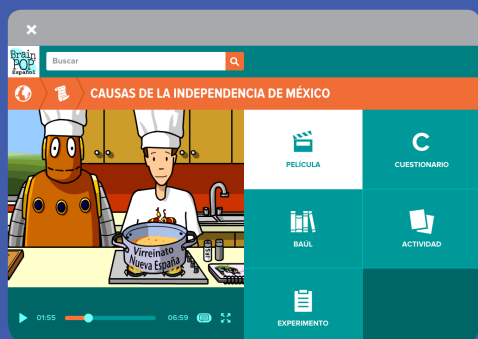 Brain
POP
Español
Buscar
CAUSAS DE LA INDEPENDENCIA DE MÉXICO
PELÍCULA
C
CUESTIONARIO
Virreinato
Nueva España
BAÚL
ACTIVIDAD
01:55
06:59
EXPERIMENTO